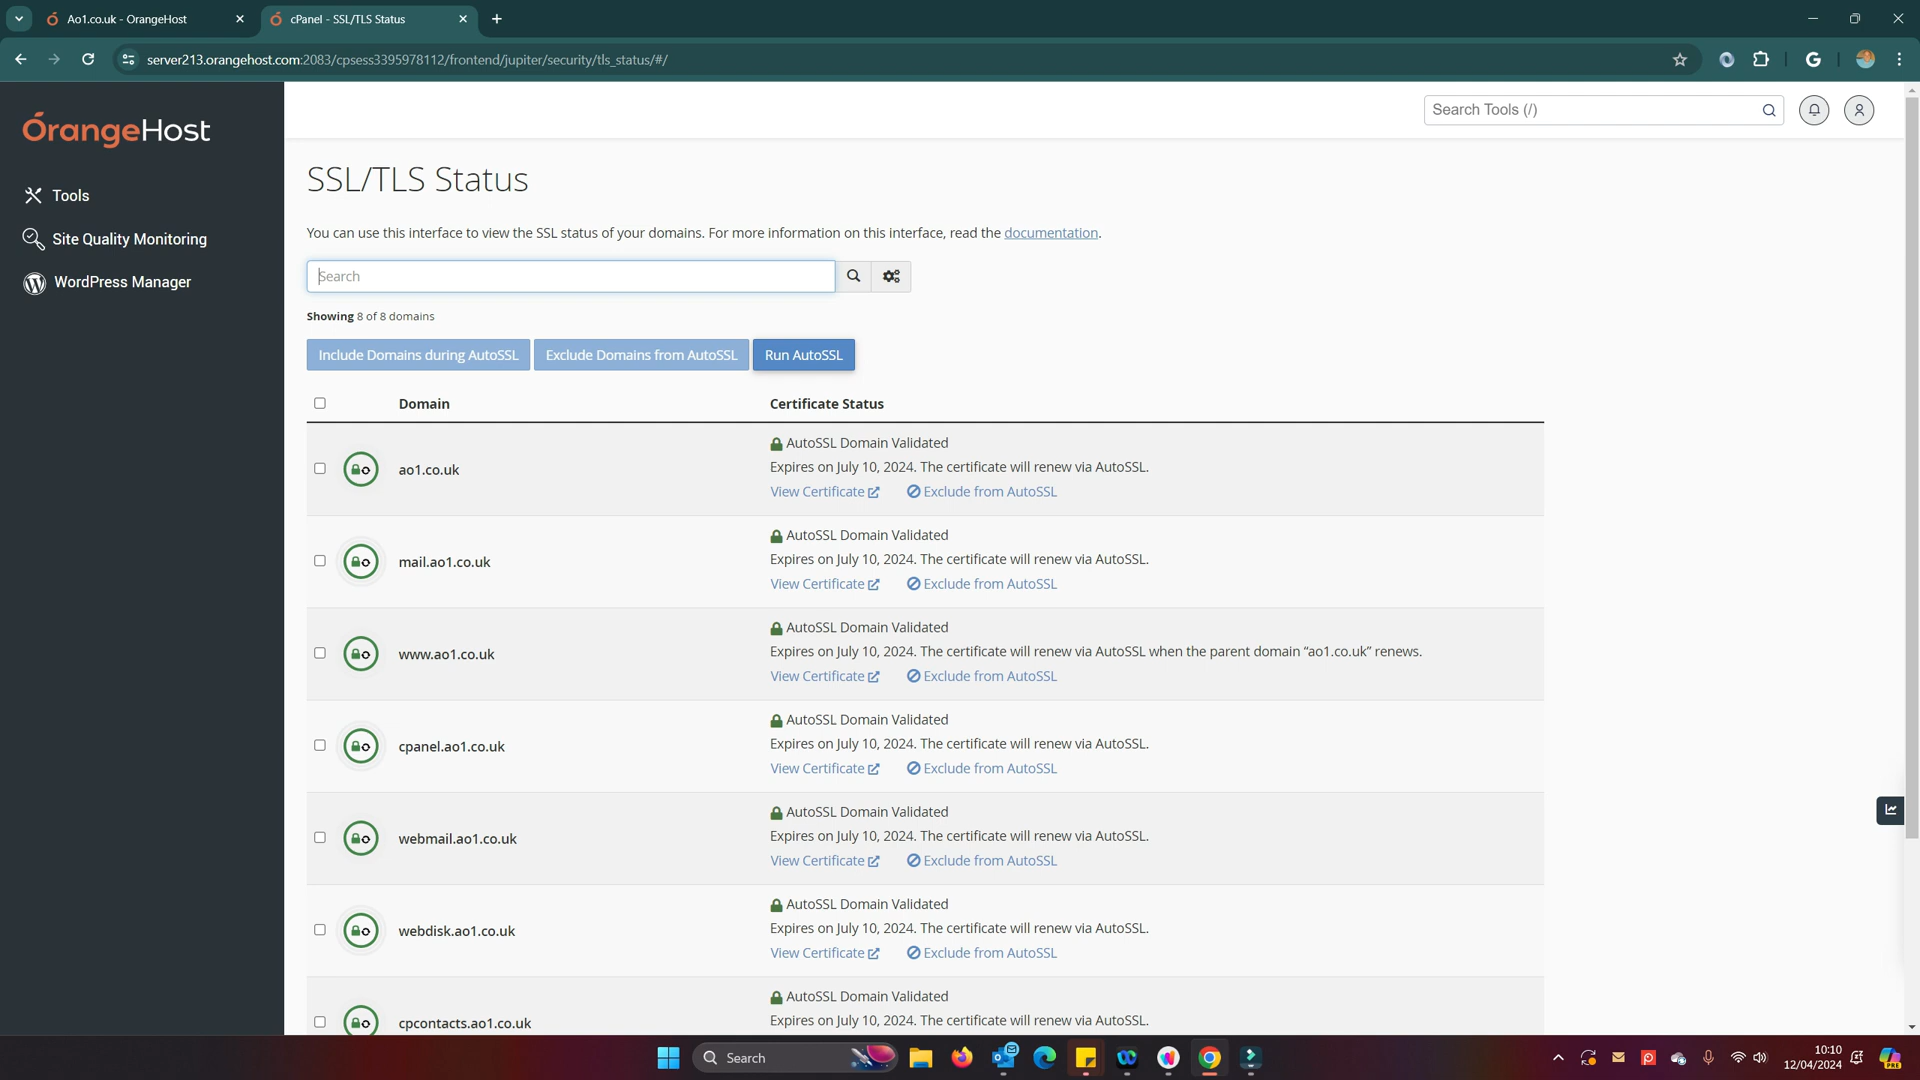 Ao1.co.uk - OrangeHost
cPanel - SSL/TLS Status
server213.orangehost.com:2083/cpsess3395978112/frontend/jupiter/security/tls_status/#/
OrangeHost
Search Tools (/)
Tools
Site Quality Monitoring
WordPress Manager
SSL/TLS Status
You can use this interface to view the SSL status of your domains. For more information on this interface, read the documentation.
Search
Showing 8 of 8 domains
Include Domains during AutoSSL
Exclude Domains from AutoSSL
Run AutoSSL
Domain
Certificate Status
ao1.co.uk
AutoSSL Domain Validated
Expires on July 10, 2024. The certificate will renew via AutoSSL.
View Certificate
Exclude from AutoSSL
mail.ao1.co.uk
AutoSSL Domain Validated
Expires on July 10, 2024. The certificate will renew via AutoSSL.
View Certificate
Exclude from AutoSSL
www.ao1.co.uk
AutoSSL Domain Validated
Expires on July 10, 2024. The certificate will renew via AutoSSL when the parent domain “ao1.co.uk” renews.
View Certificate
Exclude from AutoSSL
cpanel.ao1.co.uk
AutoSSL Domain Validated
Expires on July 10, 2024. The certificate will renew via AutoSSL.
View Certificate
Exclude from AutoSSL
webmail.ao1.co.uk
AutoSSL Domain Validated
Expires on July 10, 2024. The certificate will renew via AutoSSL.
View Certificate
Exclude from AutoSSL
webdisk.ao1.co.uk
AutoSSL Domain Validated
Expires on July 10, 2024. The certificate will renew via AutoSSL.
View Certificate
Exclude from AutoSSL
cpcontacts.ao1.co.uk
AutoSSL Domain Validated
Expires on July 10, 2024. The certificate will renew via AutoSSL.
Search
10:10
12/04/2024
PRE